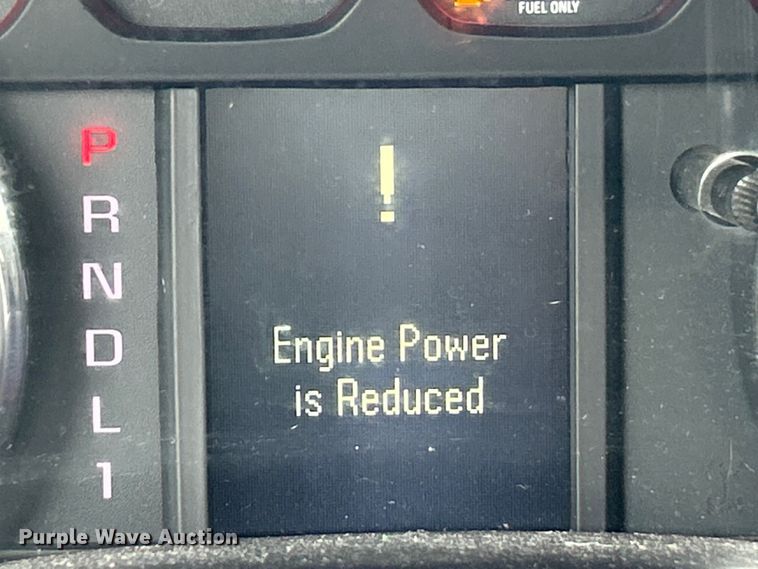 FUEL ONLY
P
R
N
D
L
1
!
Engine Power
is Reduced
Purple Wave Auction